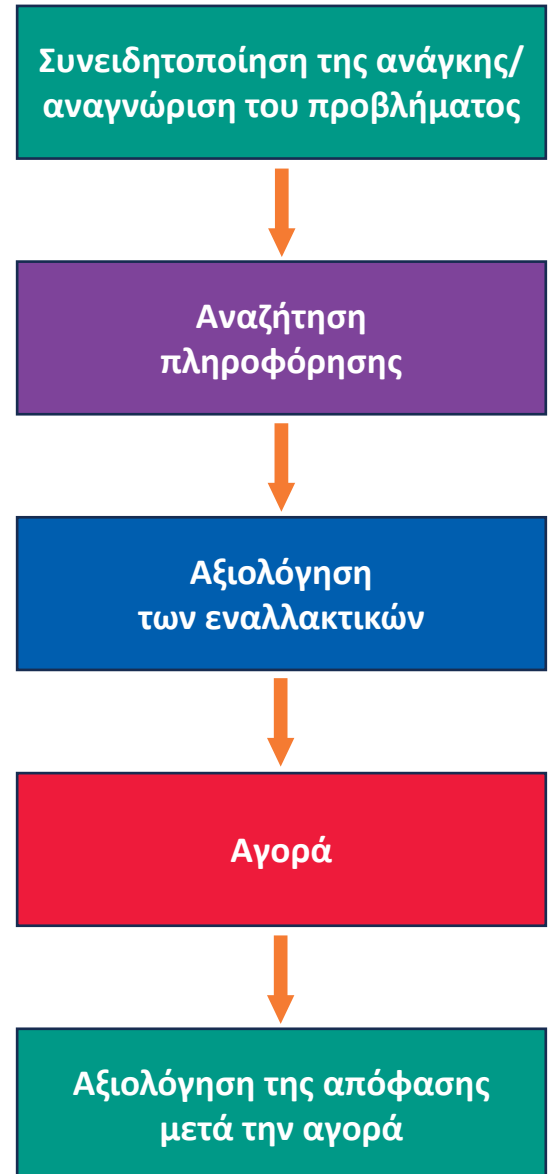 Συνειδητοποίηση της ανάγκης/
αναγνώριση του προβλήματος
Αναζήτηση
πληροφόρησης
Αξιολόγηση
των εναλλακτικών
Αγορά
Αξιολόγηση της απόφασης
μετά την αγορά